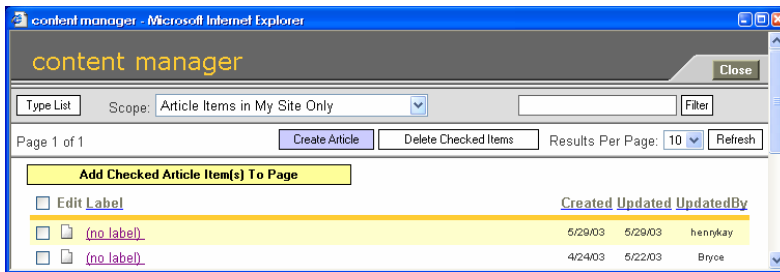 content manager - Microsoft Internet Explorer
content manager
Close
Type List Scope: Article Items in My Site Only Filter
Page 1 of 1 Create Article Delete Checked Items Results Per Page: 10 Refresh
Add Checked Article Item(s) To Page
Edit Label Created Updated UpdatedBy
(no label) 5/29/03 5/29/03 henrykay
(no label) 4/24/03 5/22/03 Bryce